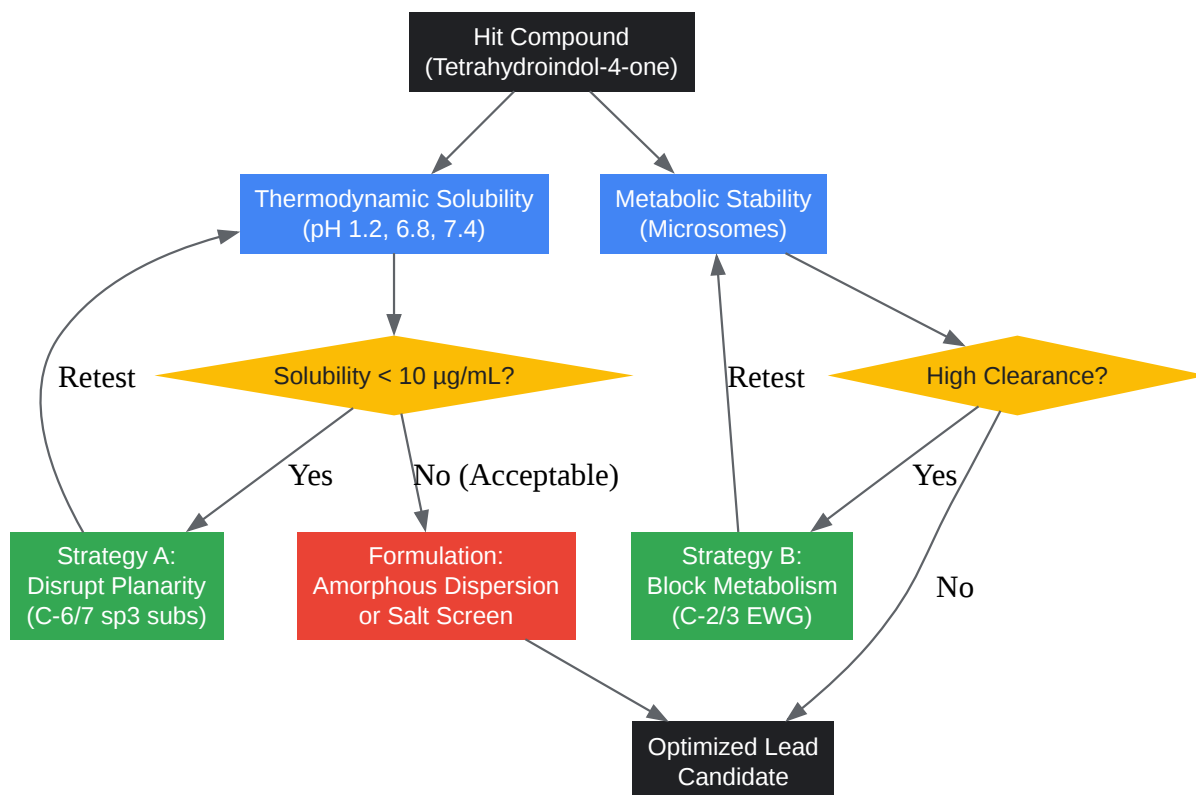 Hit Compound
(Tetrahydroindol-4-one)
Thermodynamic Solubility
(pH 1.2, 6.8, 7.4)
Metabolic Stability
(Microsomes)
Retest
Solubility < 10 µg/mL?
Retest
High Clearance?
Yes
No (Acceptable)
Yes
Strategy A:
Disrupt Planarity
(C-6/7 sp3 subs)
Formulation:
Amorphous Dispersion
or Salt Screen
Strategy B:
Block Metabolism
(C-2/3 EWG)
No
Optimized Lead
Candidate